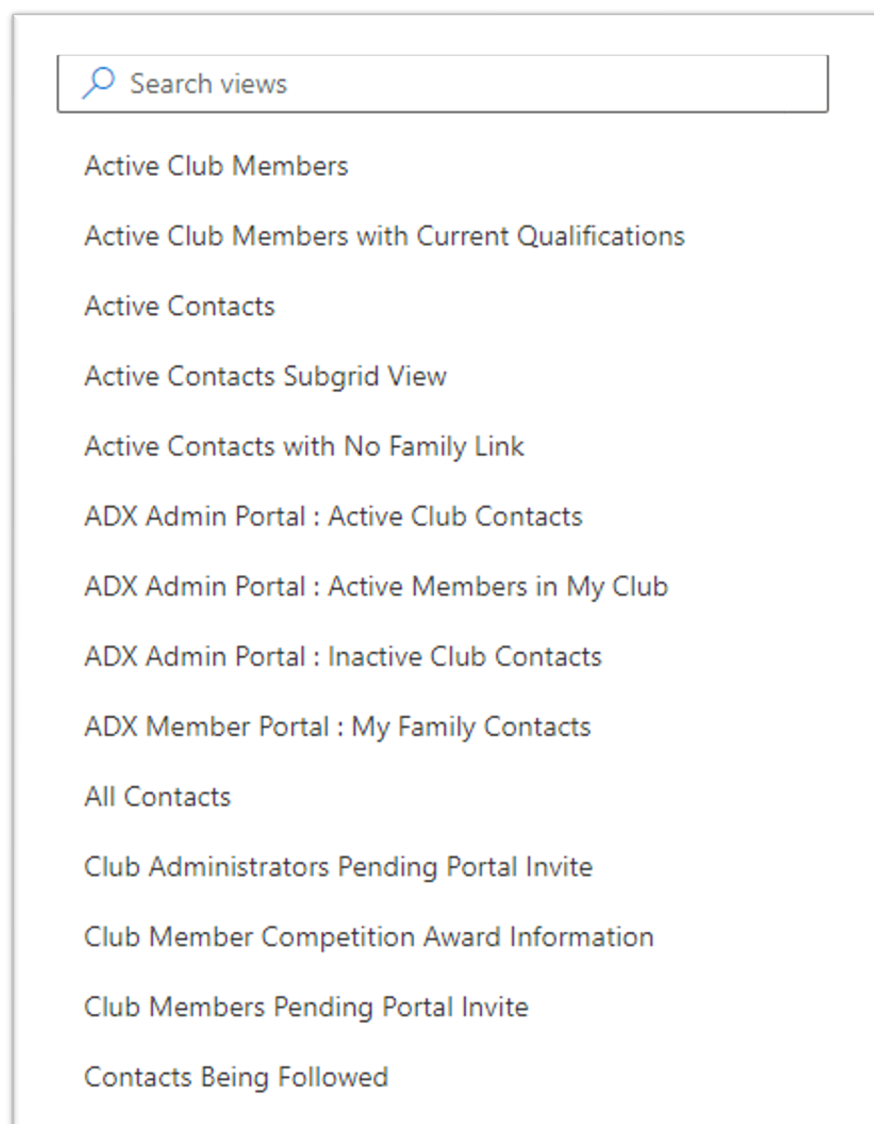 Search views
Active Club Members
Active Club Members with Current Qualifications
Active Contacts
Active Contacts Subgrid View
Active Contacts with No Family Link
ADX Admin Portal : Active Club Contacts
ADX Admin Portal : Active Members in My Club
ADX Admin Portal : Inactive Club Contacts
ADX Member Portal : My Family Contacts
All Contacts
Club Administrators Pending Portal Invite
Club Member Competition Award Information
Club Members Pending Portal Invite
Contacts Being Followed